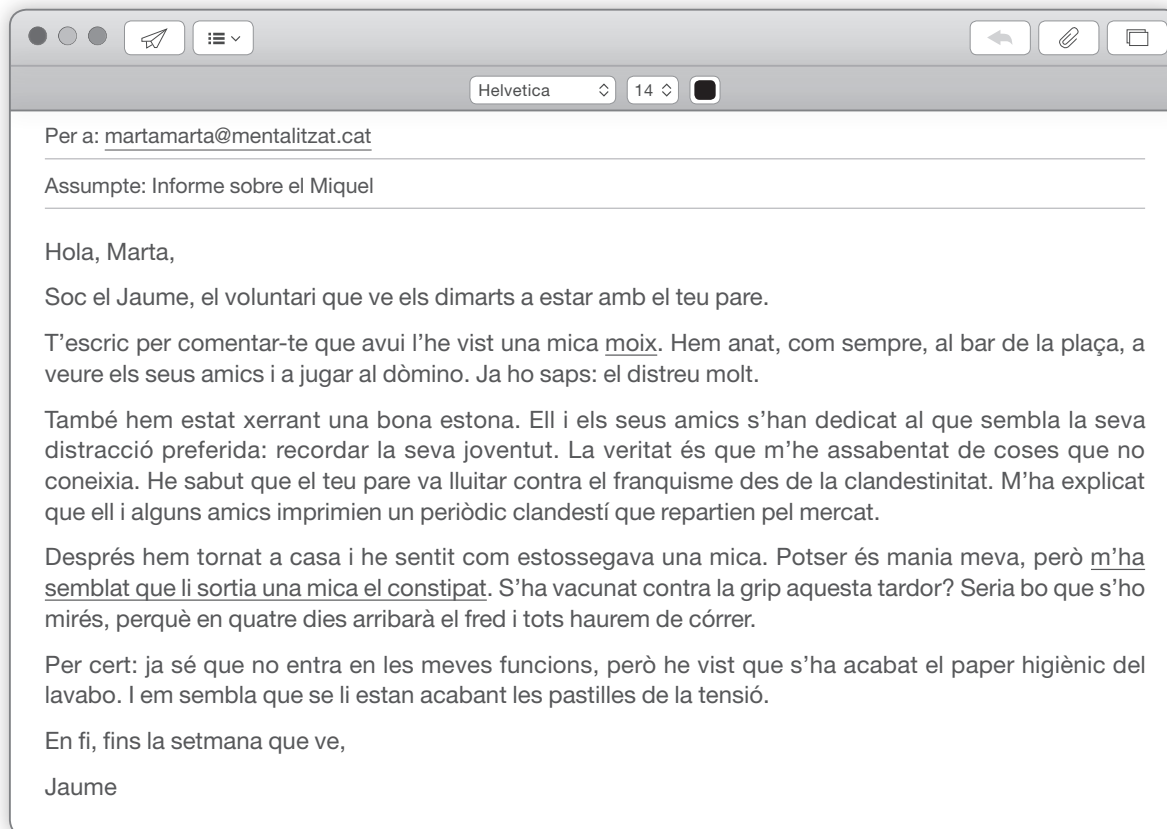 Helvetica 14
Per a: martamarta@mentalitzat.cat
Assumpte: Informe sobre el Miquel
Hola, Marta,
Soc el Jaume, el voluntari que ve els dimarts a estar amb el teu pare.
T’escric per comentar-te que avui l’he vist una mica moix. Hem anat, com sempre, al bar de la plaça, a
veure els seus amics i a jugar al dòmino. Ja ho saps: el distreu molt.
També hem estat xerrant una bona estona. Ell i els seus amics s’han dedicat al que sembla la seva
distracció preferida: recordar la seva joventut. La veritat és que m’he assabentat de coses que no
coneixia. He sabut que el teu pare va lluitar contra el franquisme des de la clandestinitat. M’ha explicat
que ell i alguns amics imprimien un periòdic clandestí que repartien pel mercat.
Després hem tornat a casa i he sentit com estossegava una mica. Potser és mania meva, però m’ha
semblat que li sortia una mica el constipat. S’ha vacunat contra la grip aquesta tardor? Seria bo que s’ho
mirés, perquè en quatre dies arribarà el fred i tots haurem de córrer.
Per cert: ja sé que no entra en les meves funcions, però he vist que s’ha acabat el paper higiènic del
lavabo. I em sembla que se li estan acabant les pastilles de la tensió.
En fi, fins la setmana que ve,
Jaume